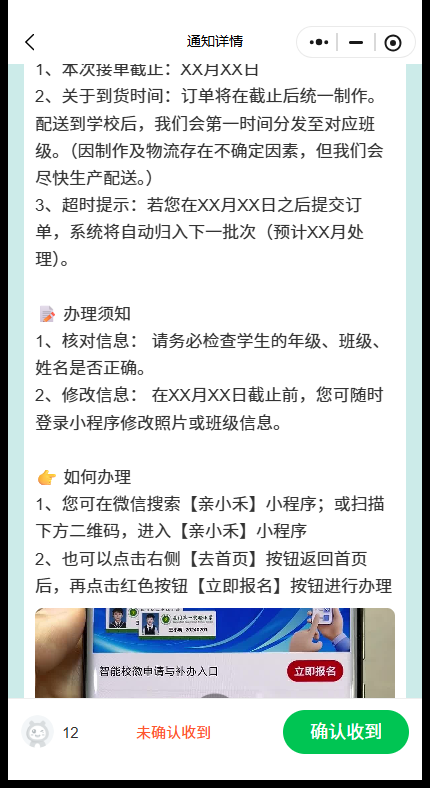 通知详情
1、本次接单截止：XX月XX日
2、关于到货时间：订单将在截止后统一制作。
配送到学校后，我们会第一时间分发至对应班
级。（因制作及物流存在不确定因素，但我们会
尽快生产配送。）
3、超时提示：若您在XX月XX日之后提交订
单，系统将自动归入下一批次（预计XX月处
理）。
办理须知
1、核对信息： 请务必检查学生的年级、班级、
姓名是否正确。
2、修改信息： 在XX月XX日截止前，您可随时
登录小程序修改照片或班级信息。
如何办理
1、您可在微信搜索【亲小禾】小程序；或扫描
下方二维码，进入【亲小禾】小程序
2、也可以点击右侧【去首页】按钮返回首页
后，再点击红色按钮【立即报名】按钮进行办理
智能校徽申请与补办入口
立即报名
12
未确认收到
确认收到